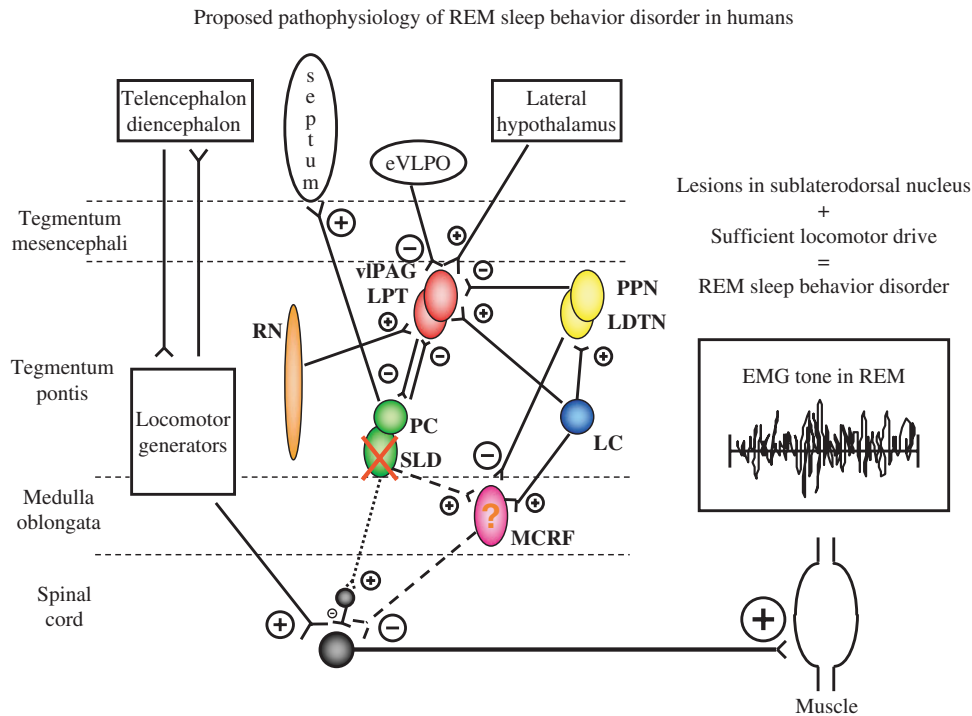 Proposed pathophysiology of REM sleep behavior disorder in humans
Telencephalon
diencephalon
septum
eVLPO
Lateral
hypothalamus
Tegmentum
mesencephali
Lesions in sublaterodorsal nucleus
+
Sufficient locomotor drive
=
REM sleep behavior disorder
+
−
+
−
vlPAG
LPT
PPN
LDTN
RN
+
+
+
−
−
Tegmentum
pontis
Locomotor
generators
PC
SLD
LC
EMG tone in REM
Medulla
oblongata
−
+
+
?
MCRF
Spinal
cord
+
−
+
−
+
Muscle